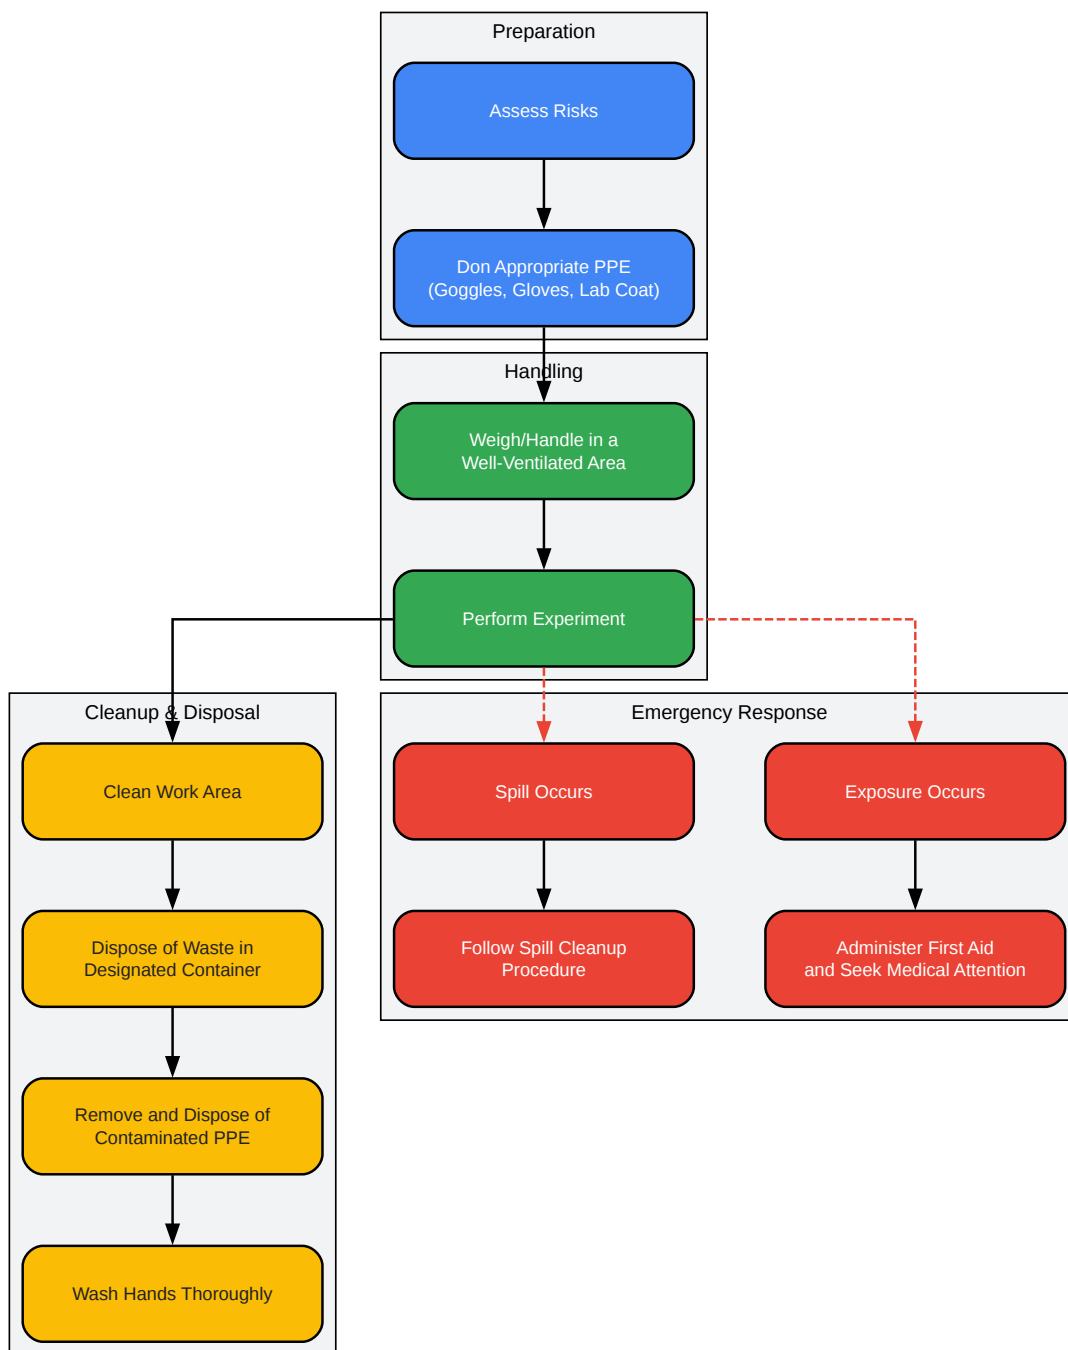 Preparation
Assess Risks
Don Appropriate PPE
(Goggles, Gloves, Lab Coat)
Handling
Weigh/Handle in a
Well-Ventilated Area
Perform Experiment
Cleanup & Disposal
Clean Work Area
Dispose of Waste in
Designated Container
Remove and Dispose of
Contaminated PPE
Wash Hands Thoroughly
Emergency Response
Spill Occurs
Follow Spill Cleanup
Procedure
Exposure Occurs
Administer First Aid
and Seek Medical Attention